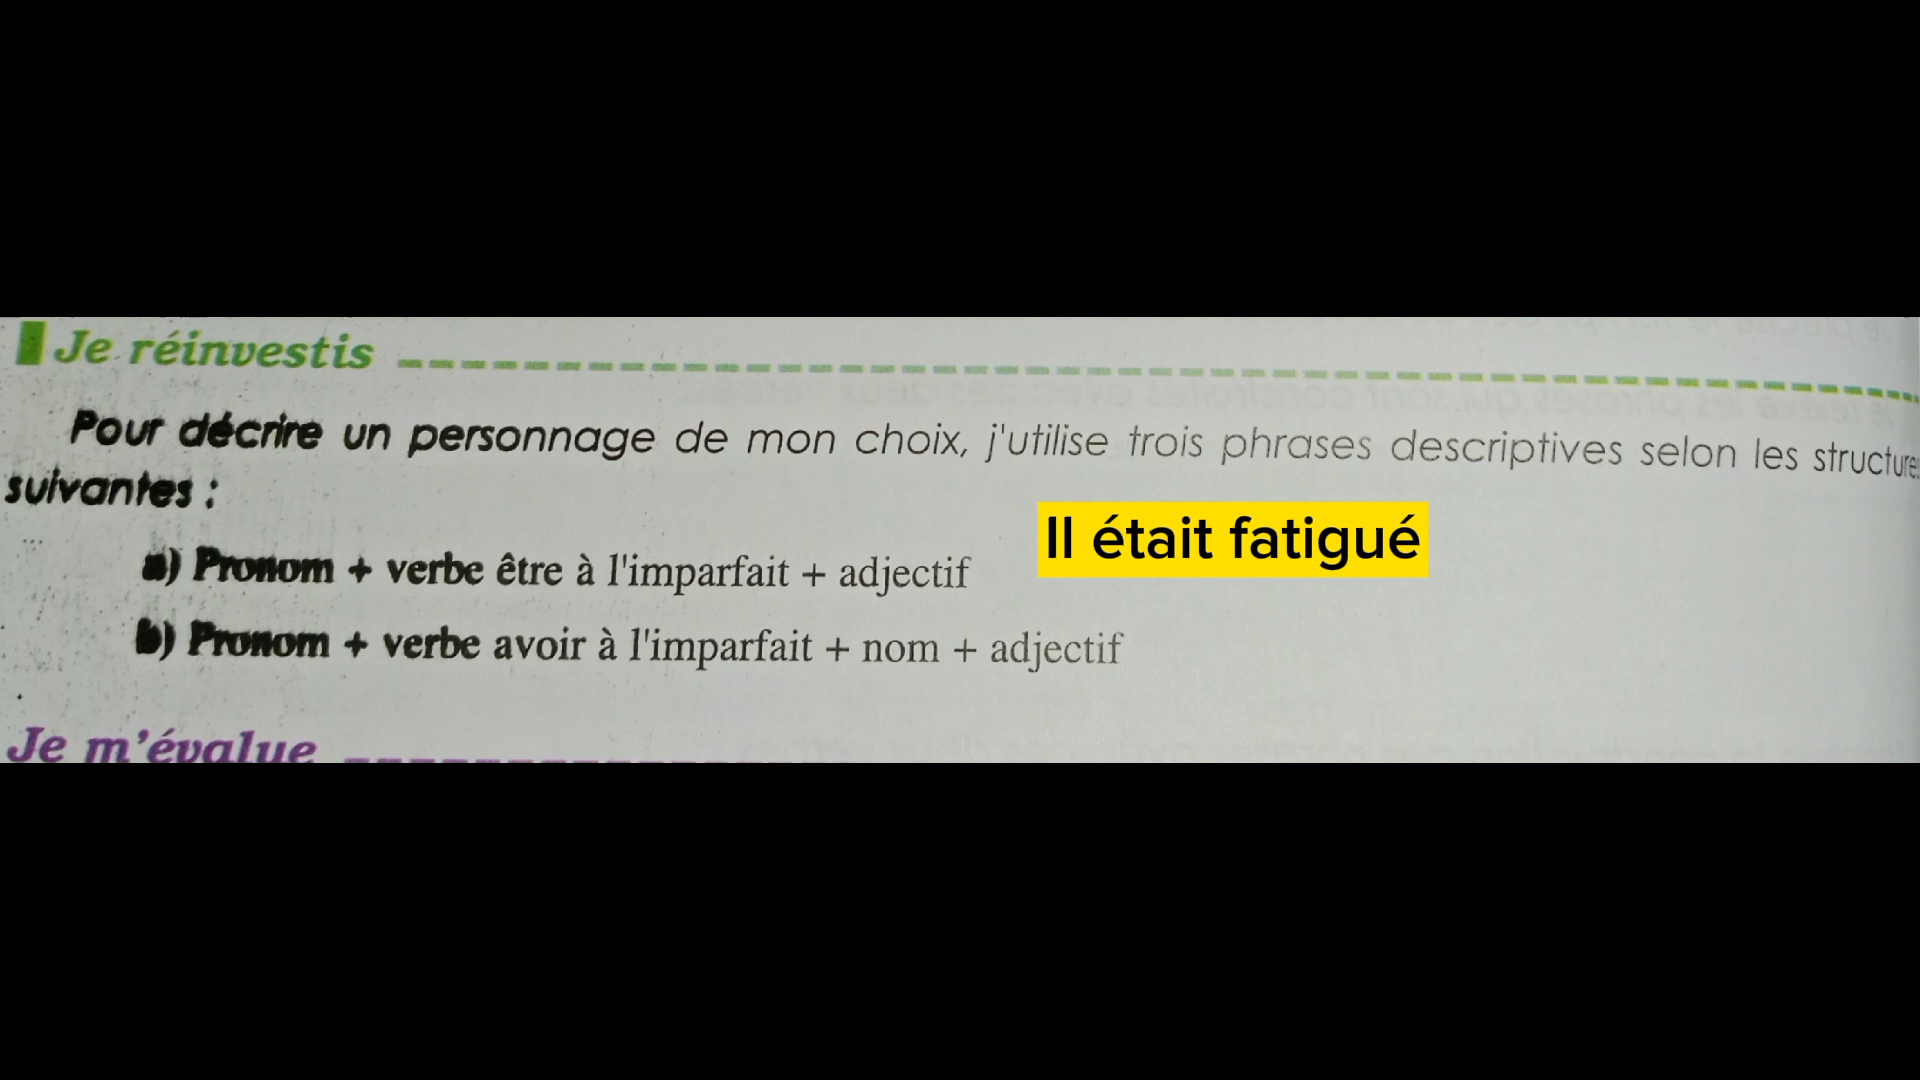 Je réinvestis
Pour décrire un personnage de mon choix, j'utilise trois phrases descriptives selon les structure
suivantes :
Il était fatigué
a) Pronom + verbe être à l'imparfait + adjectif
b) Pronom + verbe avoir à l'imparfait + nom + adjectif
Je m'évalue